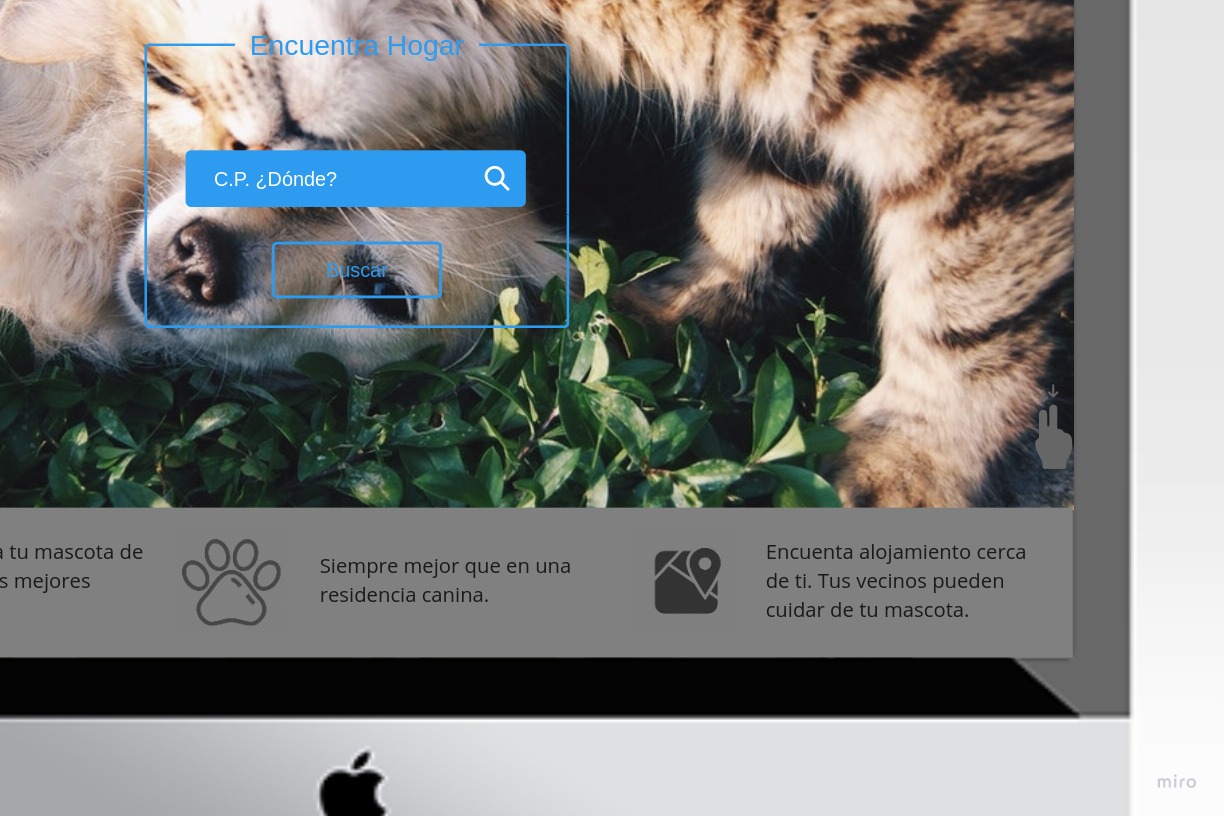 Encuentra Hogar
C.P. ¿Dónde?
Buscar
a tu mascota de
s mejores
Siempre mejor que en una
residencia canina.
Encuenta alojamiento cerca
de ti. Tus vecinos pueden
cuidar de tu mascota.
miro